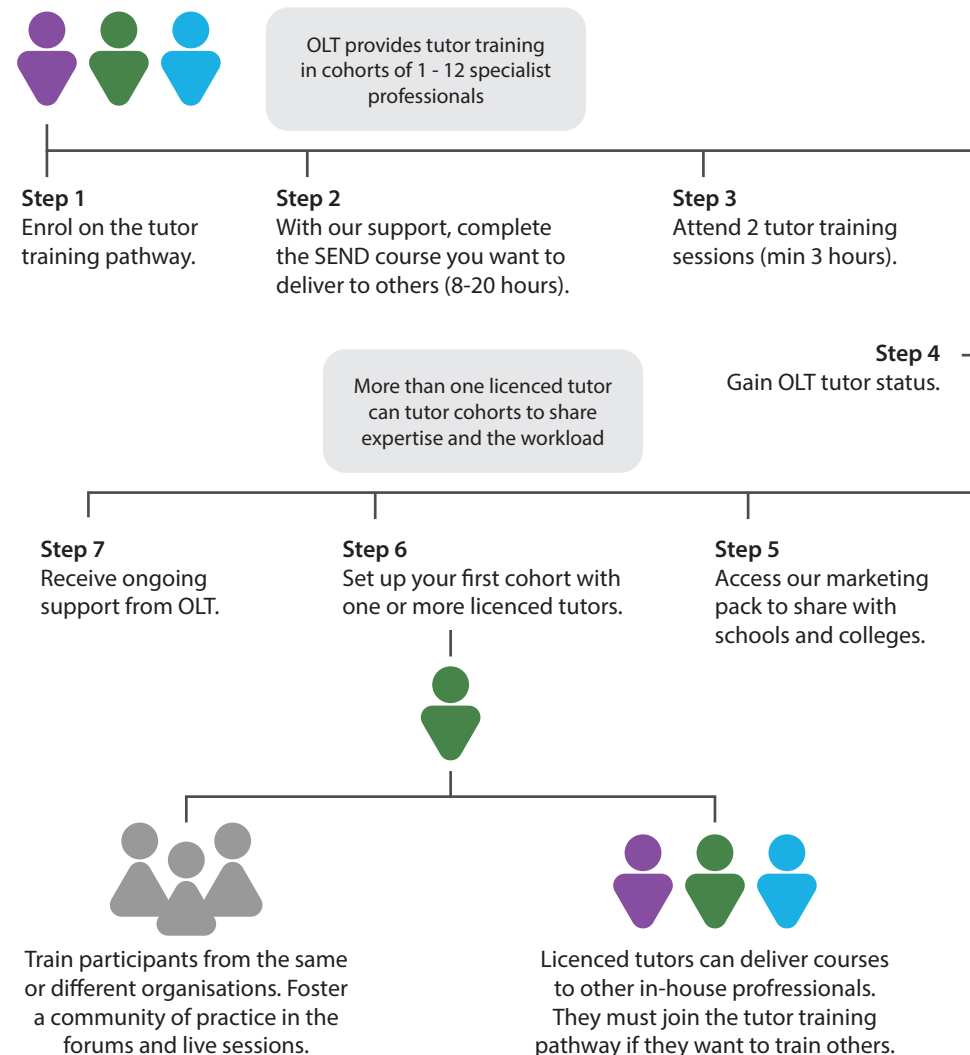 OLT provides tutor training
in cohorts of 1 - 12 specialist
professionals
Step 1
Enrol on the tutor
training pathway.
Step 2
With our support, complete
the SEND course you want to
deliver to others (8-20 hours).
Step 3
Attend 2 tutor training
sessions (min 3 hours).
Step 4
Gain OLT tutor status.
More than one licenced tutor
can tutor cohorts to share
expertise and the workload
Step 5
Access our marketing
pack to share with
schools and colleges.
Step 6
Set up your first cohort with
one or more licenced tutors.
Step 7
Receive ongoing
support from OLT.
Train participants from the same
or different organisations. Foster
a community of practice in the
forums and live sessions.
Licenced tutors can deliver courses
to other in-house profressionals.
They must join the tutor training
pathway if they want to train others.